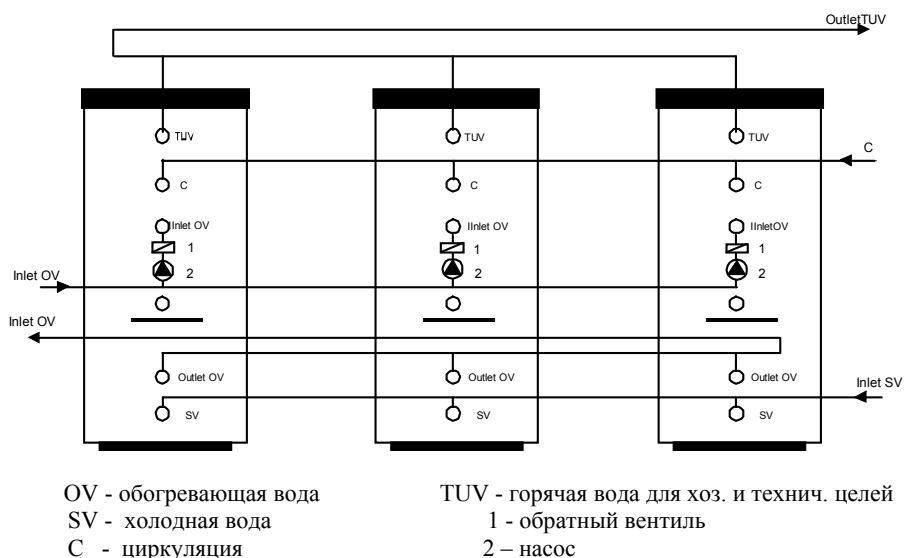 OutletTUV
TUV TUV TUV
C
C C C
IInlet OV IInlet OV IInletOV
1 1 1
2 2 2
Inlet OV
Inlet OV
Outlet OV Outlet OV Outlet OV
Inlet SV
SV SV SV
OV - обогревающая вода TUV - горячая вода для хоз. и технич. целей
SV - холодная вода 1 - обратный вентиль
C - циркуляция 2 – насос